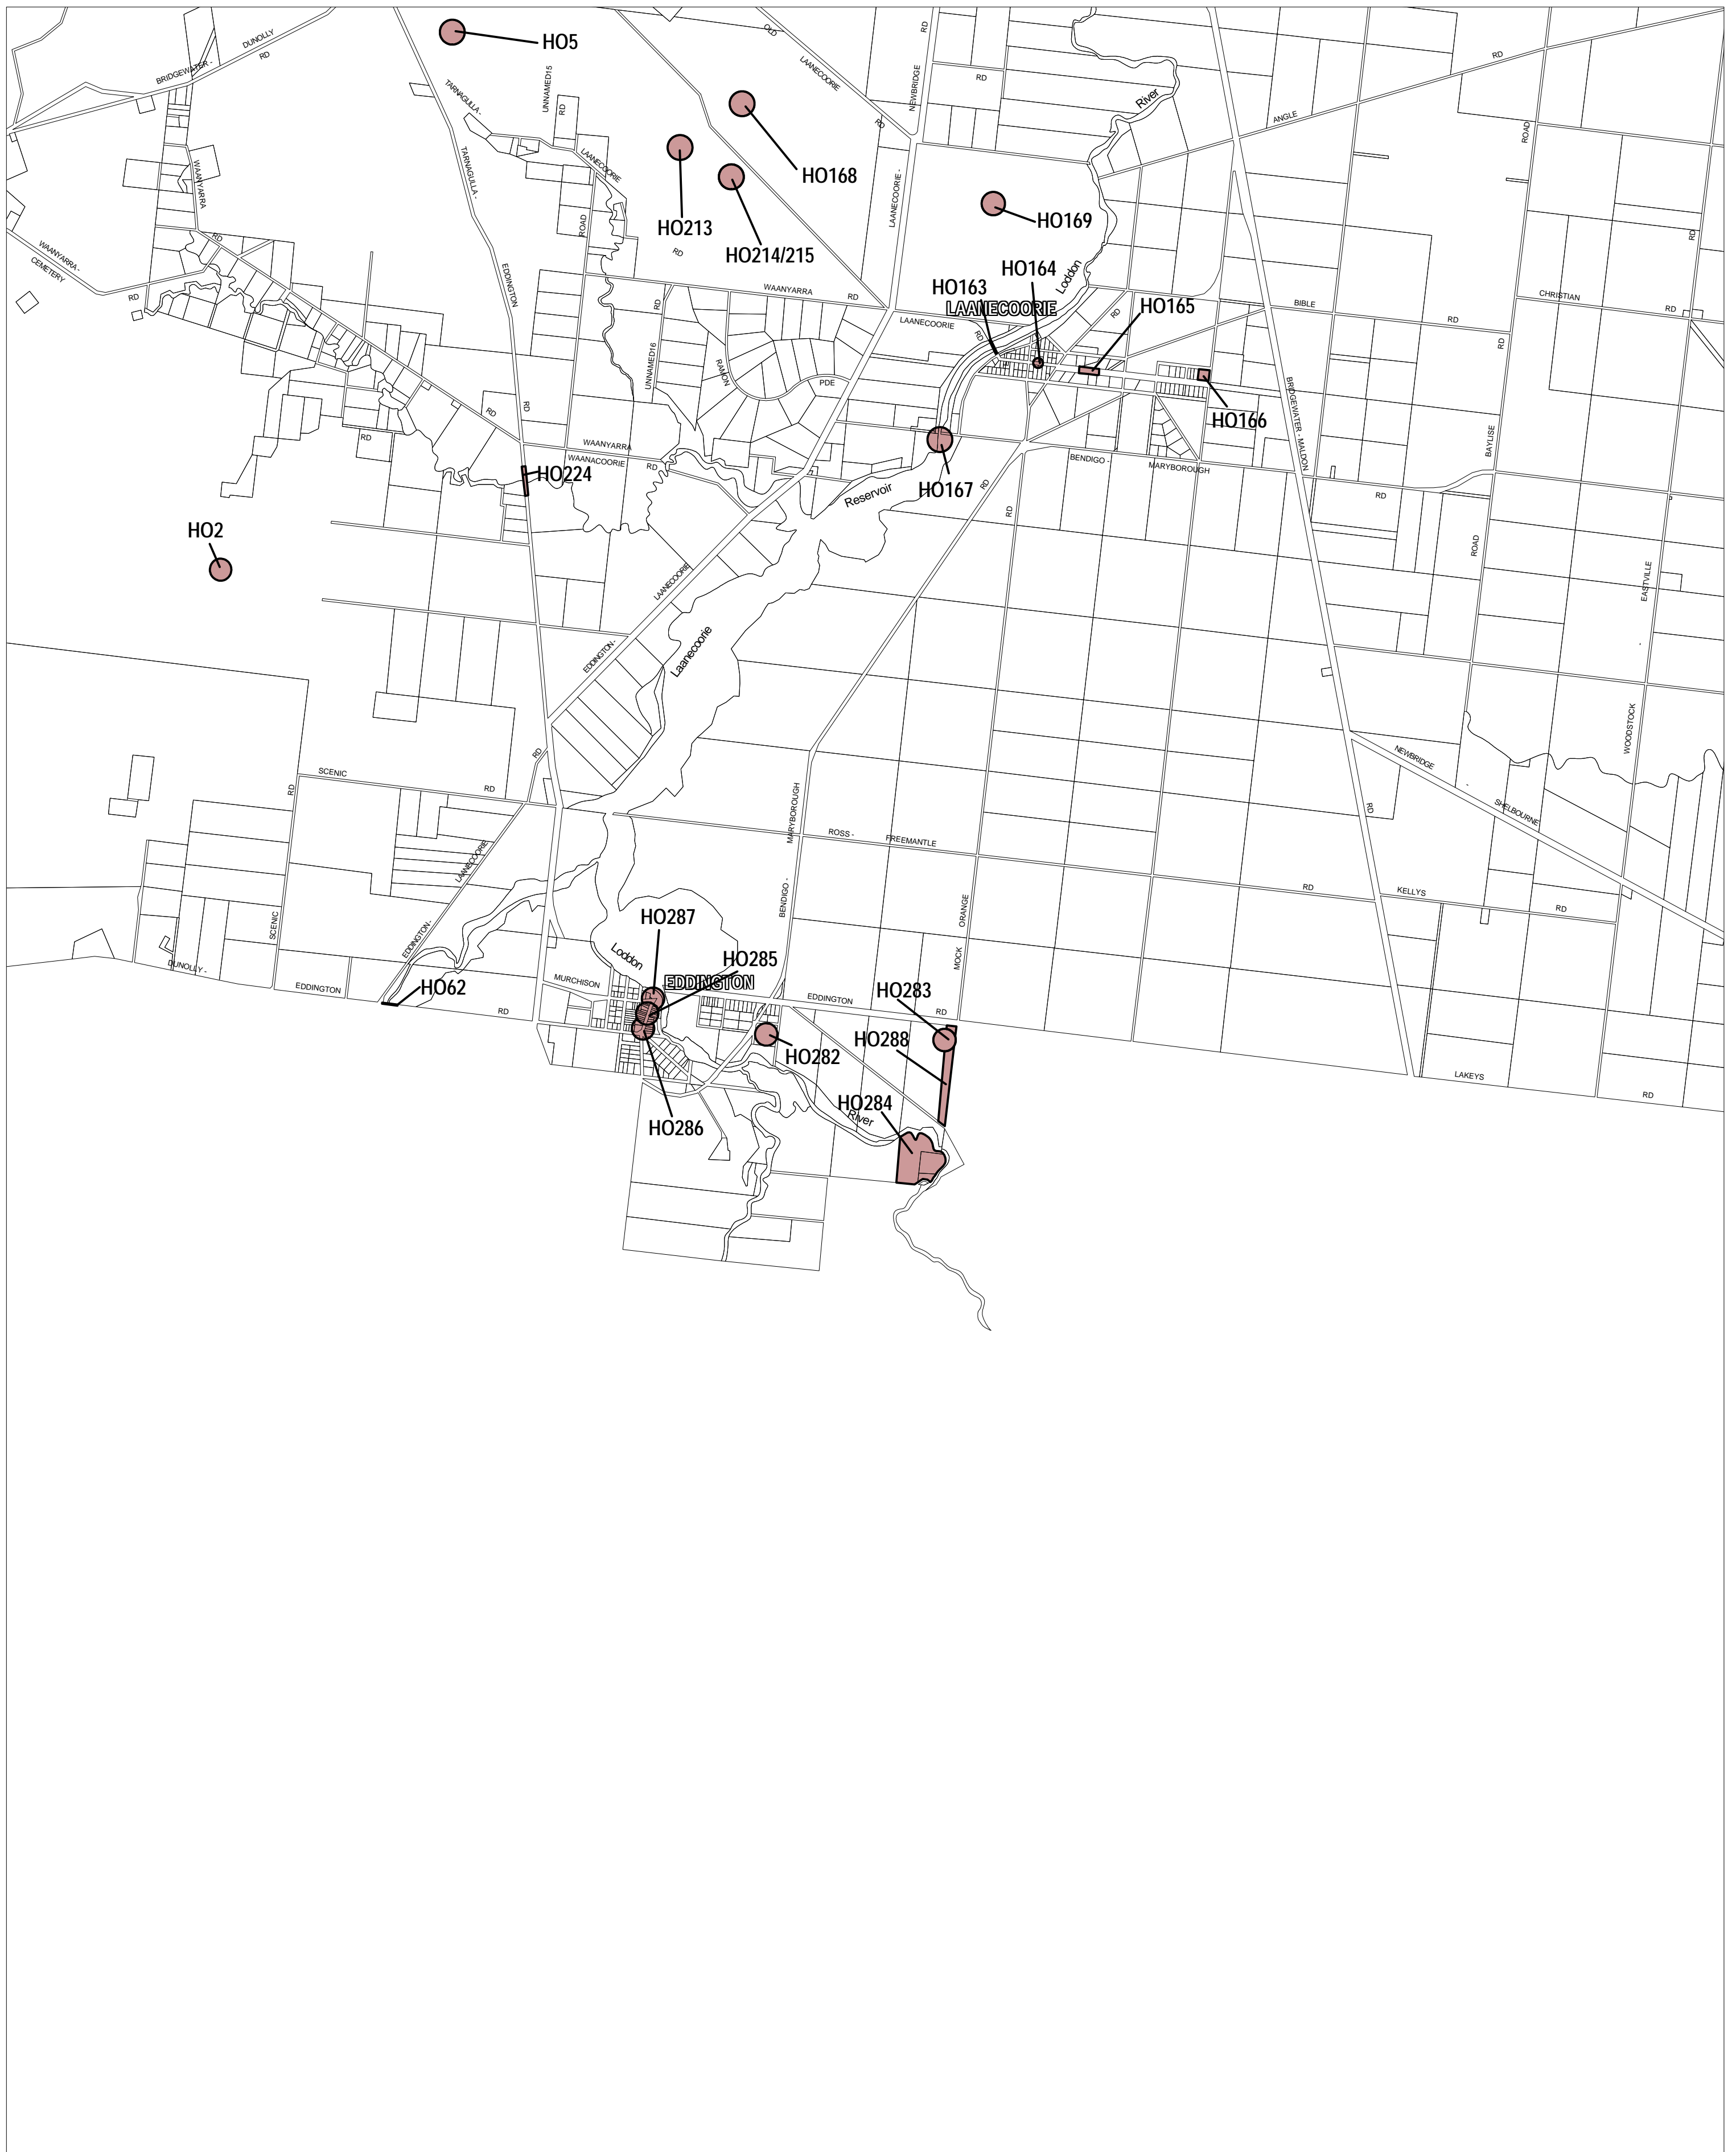 HO5
OLD
RD
RD
DUNOLLY
RD
BRIDGEWATER -
LAANECOORIE
NEWBRIDGE
RD
UNNAMED15
RD
TARNAGULLA -
HO168
River
ANGLE
RD
ROAD
LAANECOORIE
TARNAGULLA -
WAANYARRA
HO213
HO214/215
LAANECOORIE -
HO169
ROAD
RD
RD
RD
WAANYARRA -
CEMETERY
RD
EDDINGTON
RD
WAANYARRA
RD
HO163
HO164
LAANECOORIE
Loddon
HO165
BIBLE
RD
CHRISTIAN
RD
RD
LAANECOORIE
RD
RD
UNNAMED16
RAMON
PDE
RD
RD
RD
RD
HO166
BRIDGEWATER - MALDON
BAYLISE
WAANYARRA
WAANACOORIE
RD
HO224
Reservoir
HO167
RD
BENDIGO -
MARYBOROUGH
RD
RD
HO2
LAANECOORIE
EDDINGTON -
Laanecoorie
ROAD
EASTVILLE
-
WOODSTOCK
SCENIC
RD
RD
RD
NEWBRIDGE
-
SHELBOURNE
RD
MARYBOROUGH
ROSS -
FREEMANTLE
LAANECOORIE
BENDIGO -
RD
KELLYS
RD
SCENIC
EDDINGTON -
ORANGE
MOCK
HO287
HO285
Loddon
EDDINGTON
DUNOLLY -
EDDINGTON
HO62
RD
MURCHISON
EDDINGTON
RD
HO283
HO288
HO282
HO284
River
HO286
LAKEYS
RD